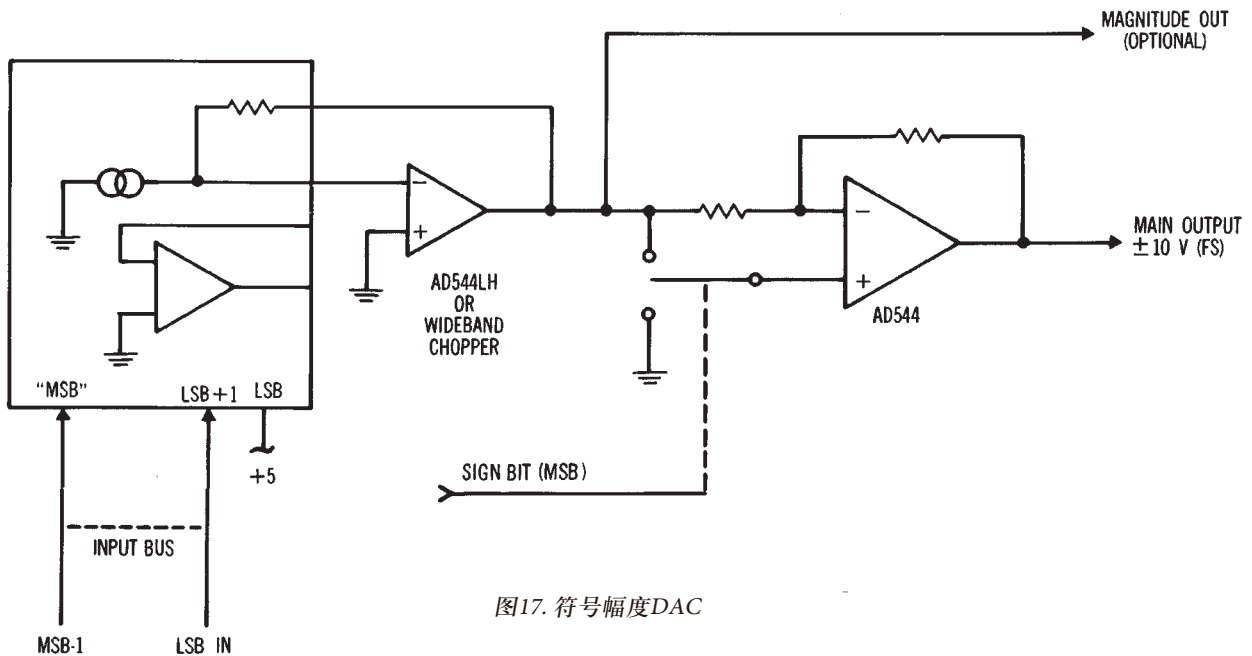 MAGNITUDE OUT
(OPTIONAL)
MAIN OUTPUT
±10 V (FS)
−
+
AD544LH
OR
WIDEBAND
CHOPPER
−
+
AD544
"MSB"
LSB+1
LSB
+5
SIGN BIT (MSB)
INPUT BUS
MSB-1
LSB IN
图17. 符号幅度DAC